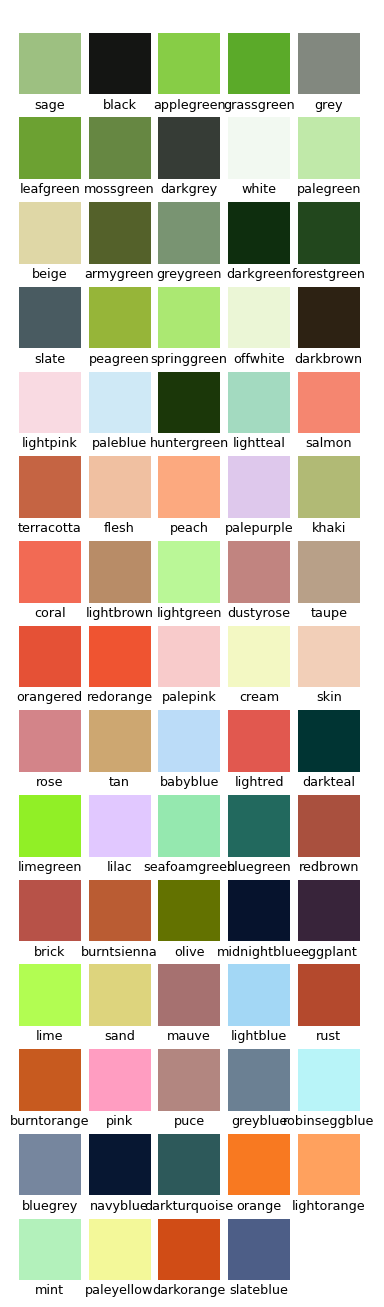 sage black applegreen grassgreen grey
leafgreen mossgreen darkgrey white palegreen
beige armygreen greygreen darkgreen forestgreen
slate peagreen springgreen offwhite darkbrown
lightpink paleblue huntergreen lightteal salmon
terracotta flesh peach palepurple khaki
coral lightbrown lightgreen dustyrose taupe
orangered redorange palepink cream skin
rose tan babyblue lightred darkteal
limegreen lilac seafoamgreen bluegreen redbrown
brick burntsienna olive midnightblue eggplant
lime sand mauve lightblue rust
burntorange pink puce greyblue robinseggblue
bluegrey navyblue darkturquoise orange lightorange
mint paleyellow darkorange slateblue